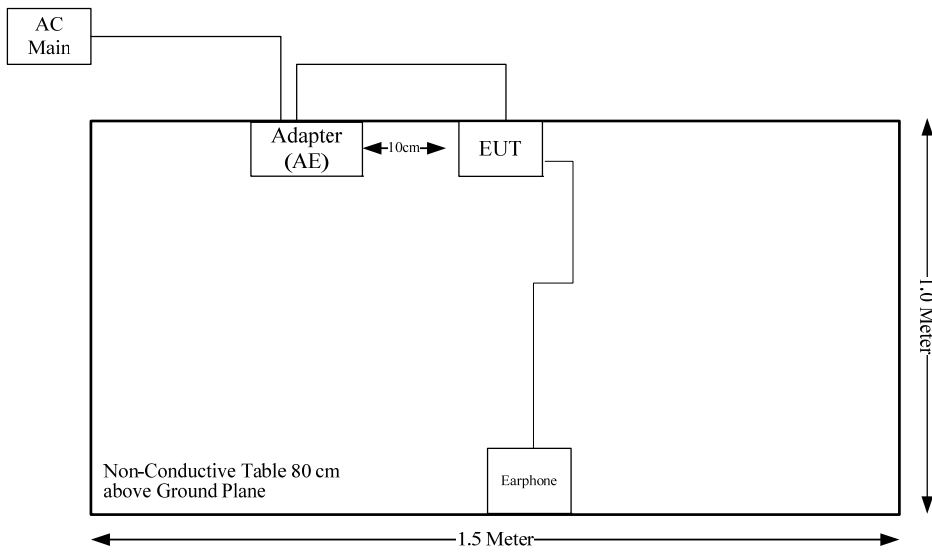 AC
Main
Adapter
(AE)
10cm
EUT
1.0 Meter
Earphone
Non-Conductive Table 80 cm
above Ground Plane
1.5 Meter